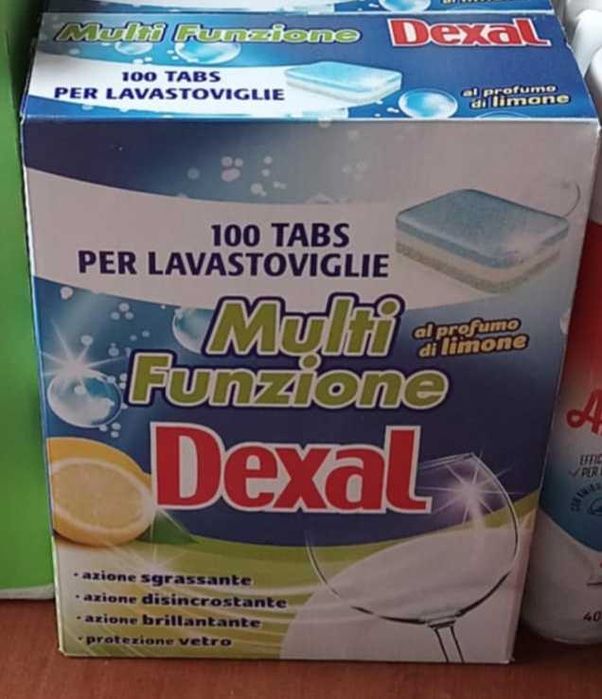 Multi Funzione Dexal
100 TABS
PER LAVASTOVIGLIE
al profumo
di limone
100 TABS
PER LAVASTOVIGLIE
Multi
Funzione
al profumo
di limone
Dexal
· azione sgrassante
· azione disincrostante
· azione brillantante
· protezione vetro